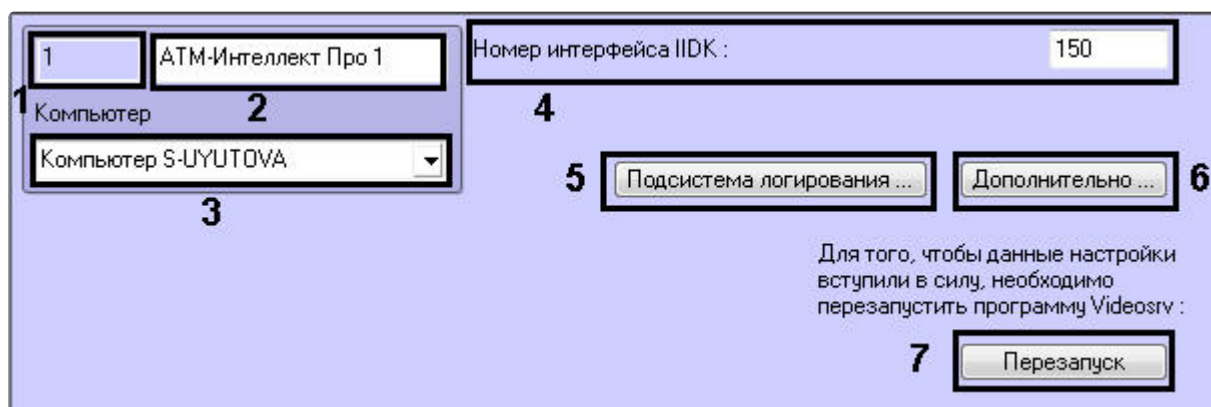 1 АТМ-Интеллект Про 1
Номер интерфейса IIDK : 150
1 Компьютер 2
4
Компьютер S-UYUTOVA
3
5 Подсистема логирования ... Дополнительно ... 6
Для того, чтобы данные настройки
вступили в силу, необходимо
перезапустить программу Videosrv :
7 Перезапуск